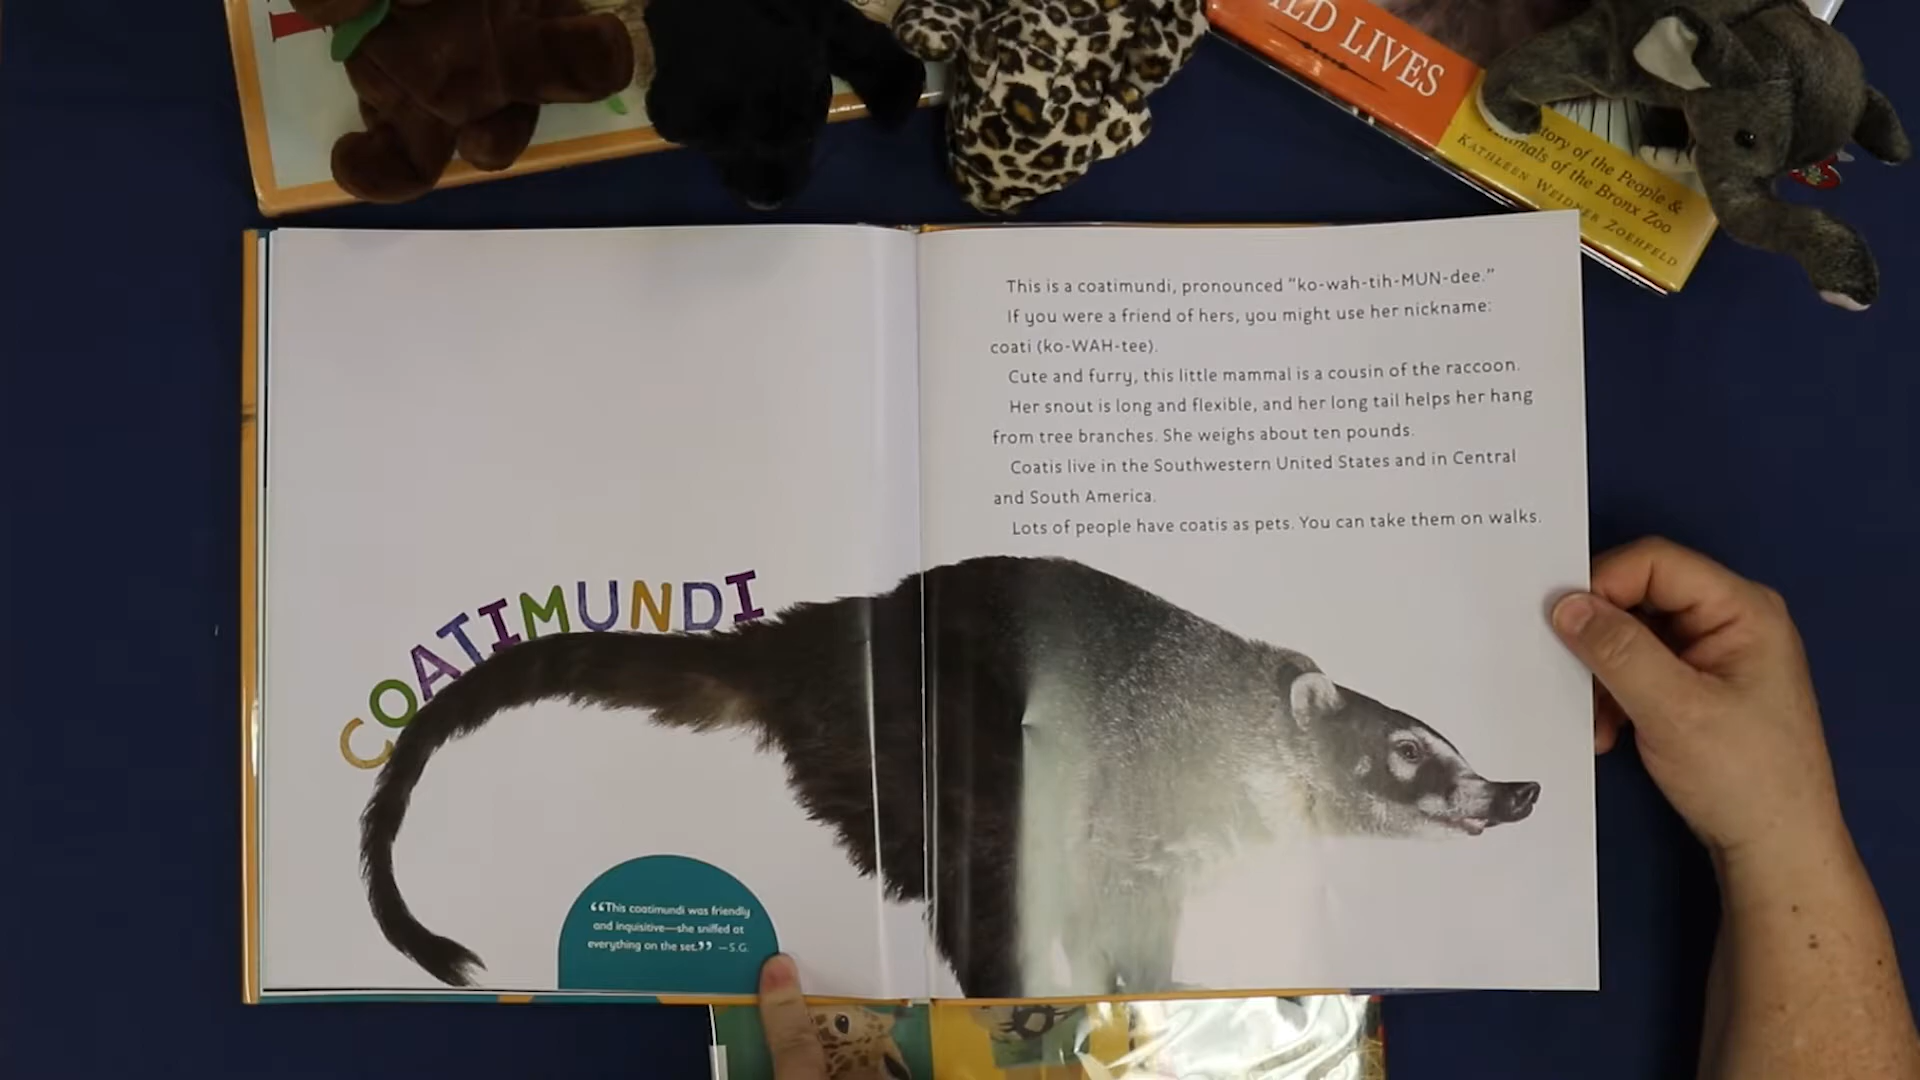 LD LIVES
story of the People &
Animals of the Bronx Zoo
KATHLEEN WEIDNER ZOEHFELD
COATIMUNDI
“This coatimundi was friendly
and inquisitive—she sniffed at
everything on the set.” —S.G.
This is a coatimundi, pronounced “ko-wah-tih-MUN-dee.”
If you were a friend of hers, you might use her nickname:
coati (ko-WAH-tee).
Cute and furry, this little mammal is a cousin of the raccoon.
Her snout is long and flexible, and her long tail helps her hang
from tree branches. She weighs about ten pounds.
Coatis live in the Southwestern United States and in Central
and South America.
Lots of people have coatis as pets. You can take them on walks.